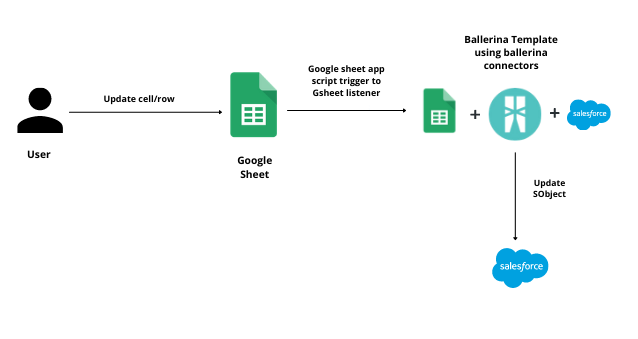 Ballerina Template
using ballerina
connectors
Google sheet app
script trigger to
Gsheet listener
Update cell/row
+
+
salesforce
User
Google
Sheet
Update
SObject
salesforce